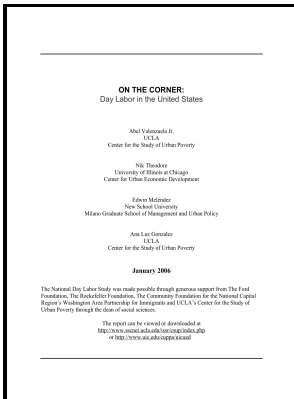 ON THE CORNER:
Day Labor in the United States
Abel Valenzuela Jr.
UCLA
Center for the Study of Urban Poverty
Nik Theodore
University of Illinois at Chicago
Center for Urban Economic Development
Edwin Meléndez
New School University
Milano Graduate School of Management and Urban Policy
Ana Luz Gonzalez
UCLA
Center for the Study of Urban Poverty
January 2006
The National Day Labor Study was made possible through generous support from The Ford
Foundation, The Rockefeller Foundation, The Community Foundation for the National Capital
Region's Washington Area Partnership for Immigrants and UCLA's Center for the Study of
Urban Poverty through the dean of social sciences.
The report can be viewed or downloaded at
http://www.sscnet.ucla.edu/issr/csup/index.php
or http://www.uic.edu/cuppa/uicued